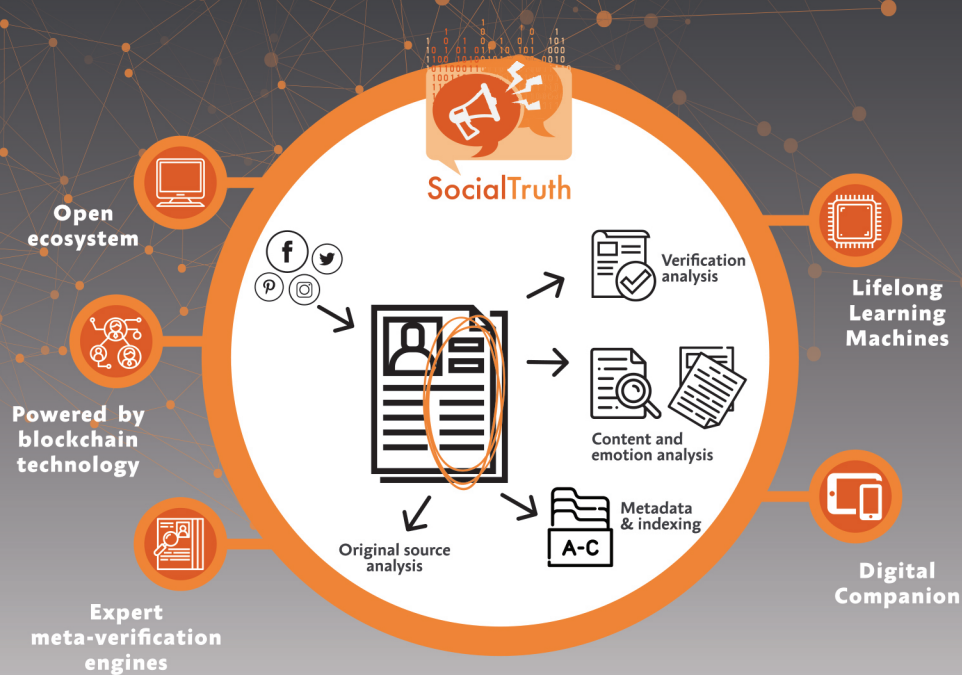 SocialTruth
Open
ecosystem
Powered by
blockchain
technology
Expert
meta-verification
engines
Verification
analysis
Content and
emotion analysis
Metadata
& indexing
A-C
Original source
analysis
Lifelong
Learning
Machines
Digital
Companion